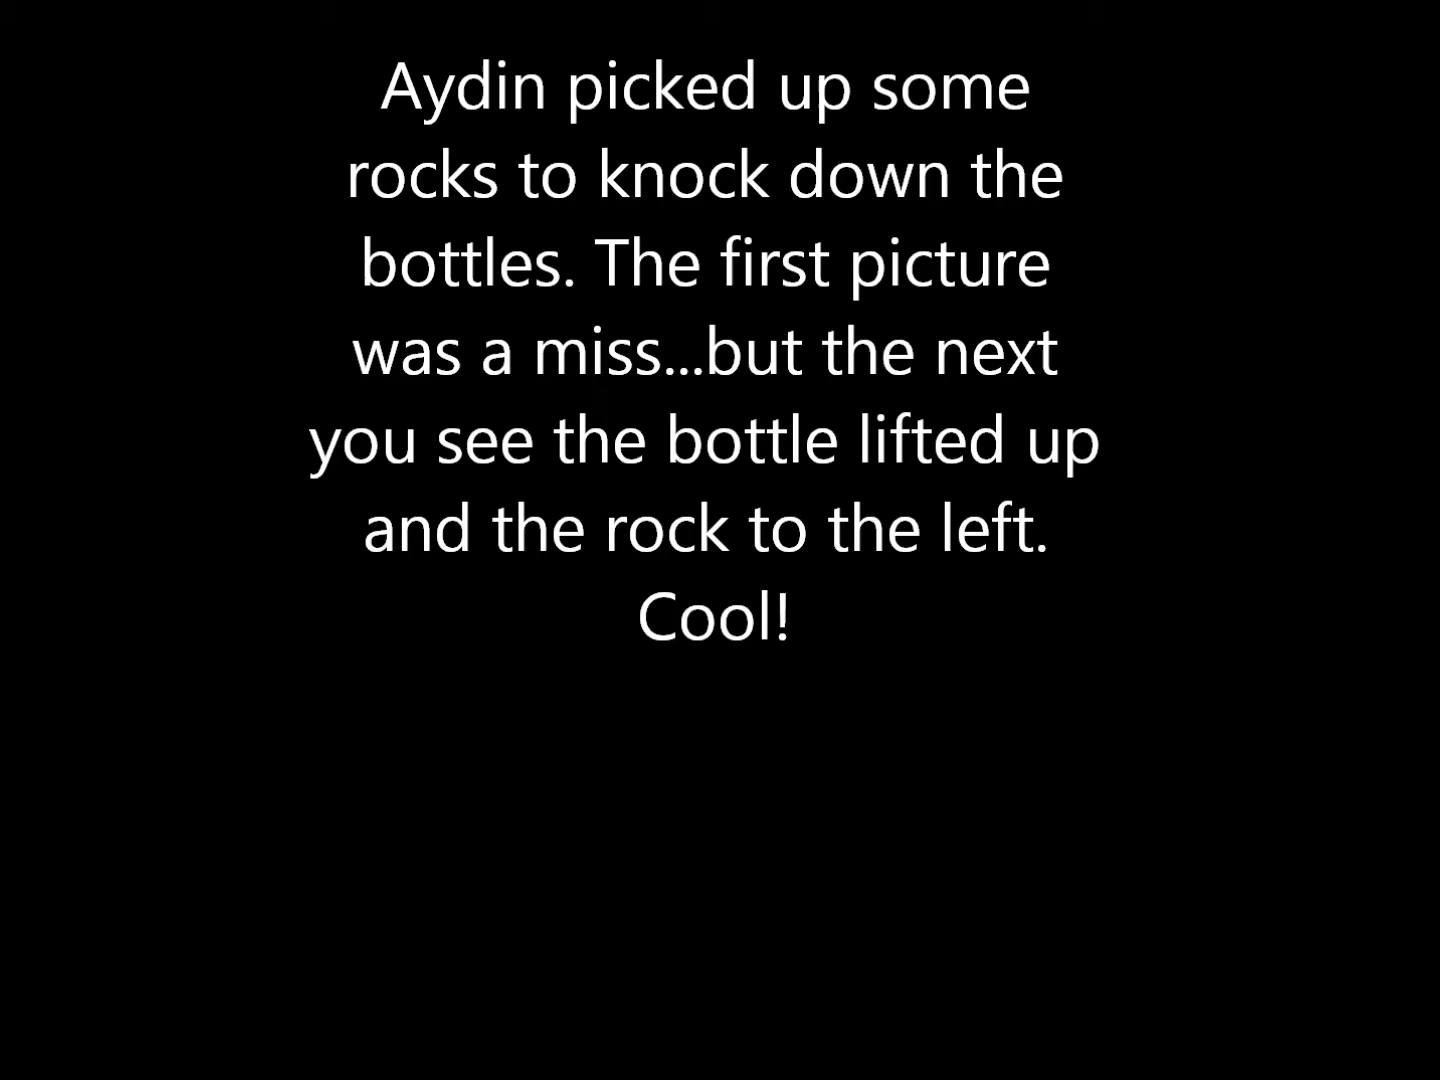 Aydin picked up some
rocks to knock down the
bottles. The first picture
was a miss...but the next
you see the bottle lifted up
and the rock to the left.
Cool!